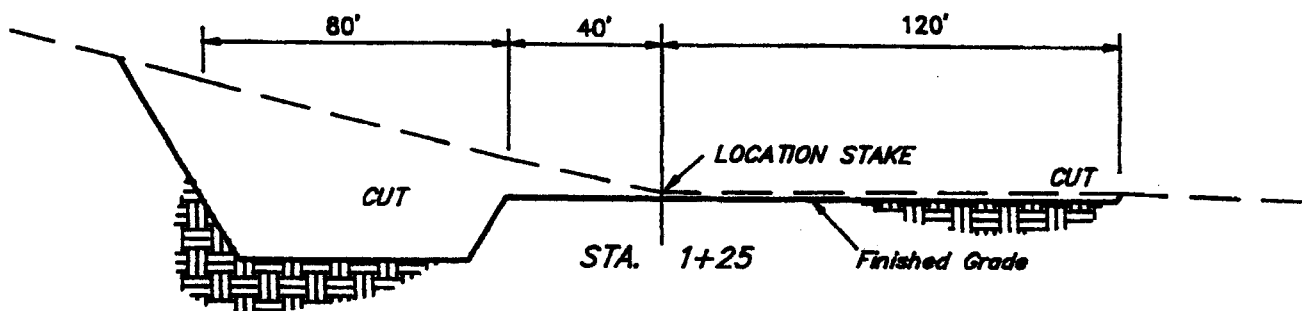 80' 40' 120'
LOCATION STAKE
CUT
CUT
STA. 1+25
Finished Grade